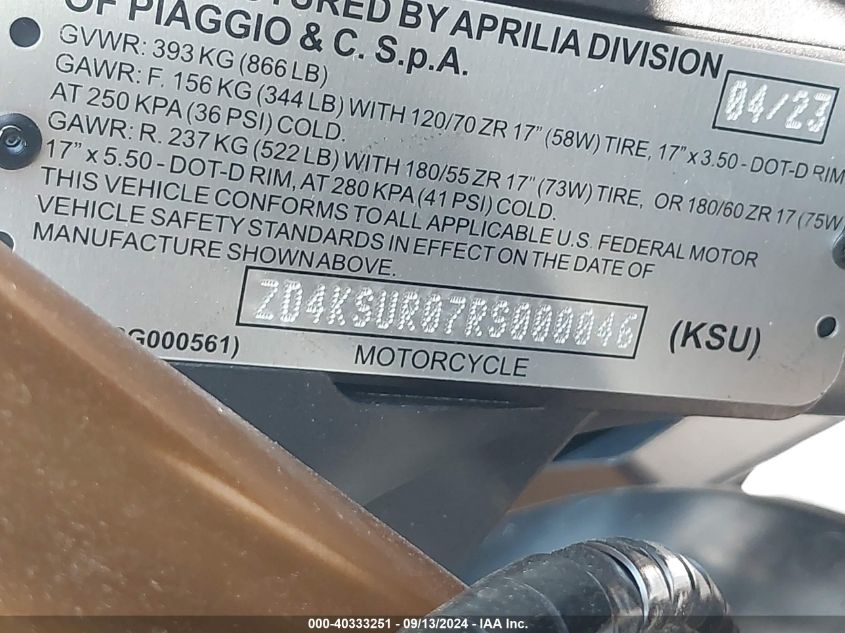 BY APRILIA DIVISION
OF PIAGGIO & C. S.p.A.
04/23
GVWR: 393 KG (866 LB)
GAWR: F. 156 KG (344 LB) WITH 120/70 ZR 17" (58W) TIRE, 17" x 3.50 - DOT-D RIM
AT 250 KPA (36 PSI) COLD.
GAWR: R. 237 KG (522 LB) WITH 180/55 ZR 17" (73W) TIRE, OR 180/60 ZR 17 (75W
17" x 5.50 - DOT-D RIM, AT 280 KPA (41 PSI) COLD.
THIS VEHICLE CONFORMS TO ALL APPLICABLE U.S. FEDERAL MOTOR
VEHICLE SAFETY STANDARDS IN EFFECT ON THE DATE OF
MANUFACTURE SHOWN ABOVE.
ZD4KSUR07RS000046 (KSU)
G000561) MOTORCYCLE
000-40333251 - 09/13/2024 - IAA Inc.